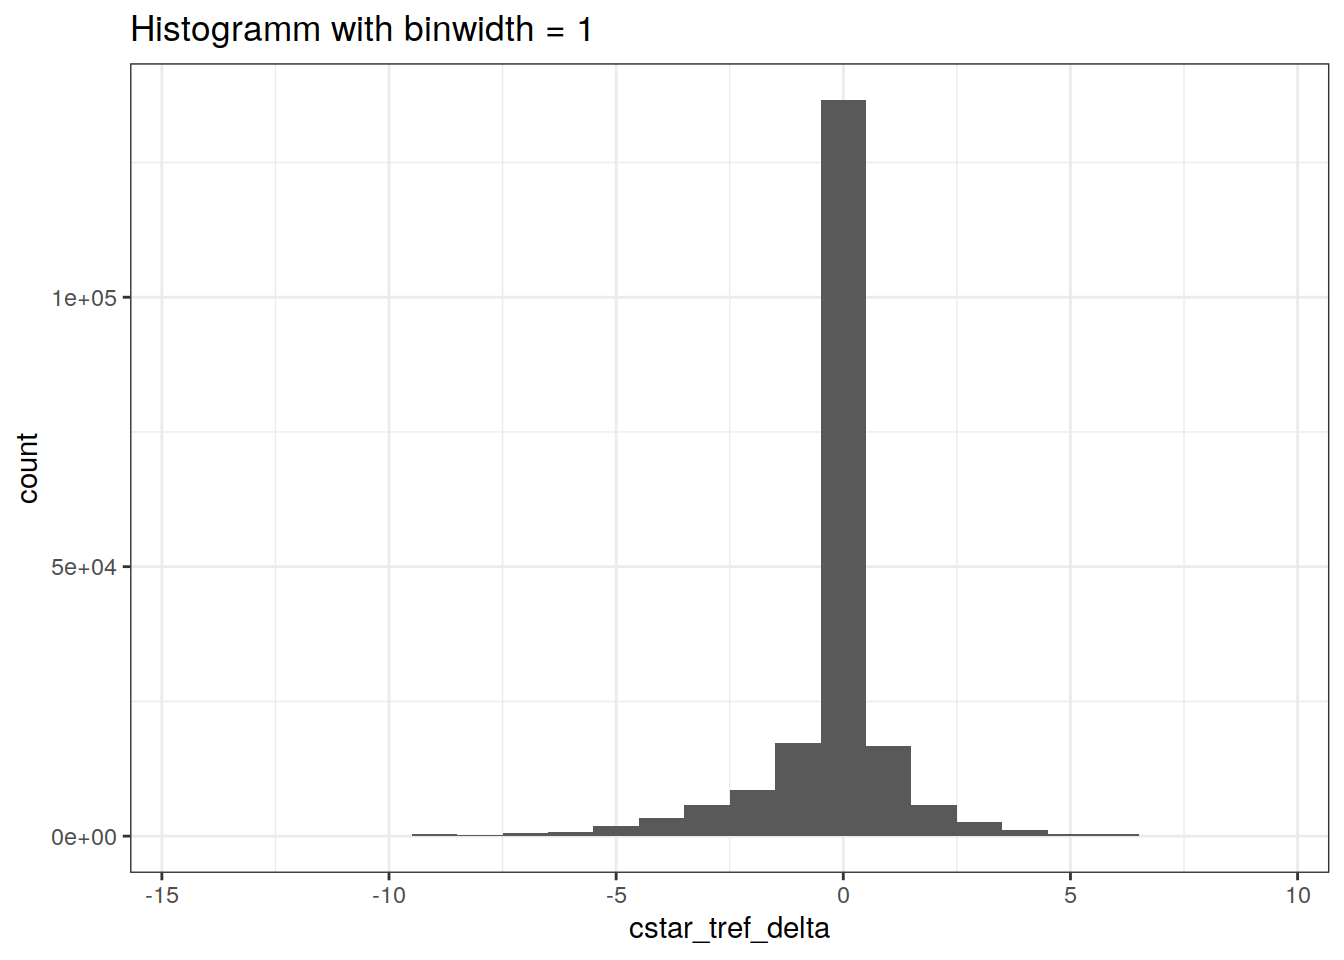 Histogramm with binwidth = 1
count
1e+05
5e+04
0e+00
-15 -10 -5 0 5 10
cstar_tref_delta